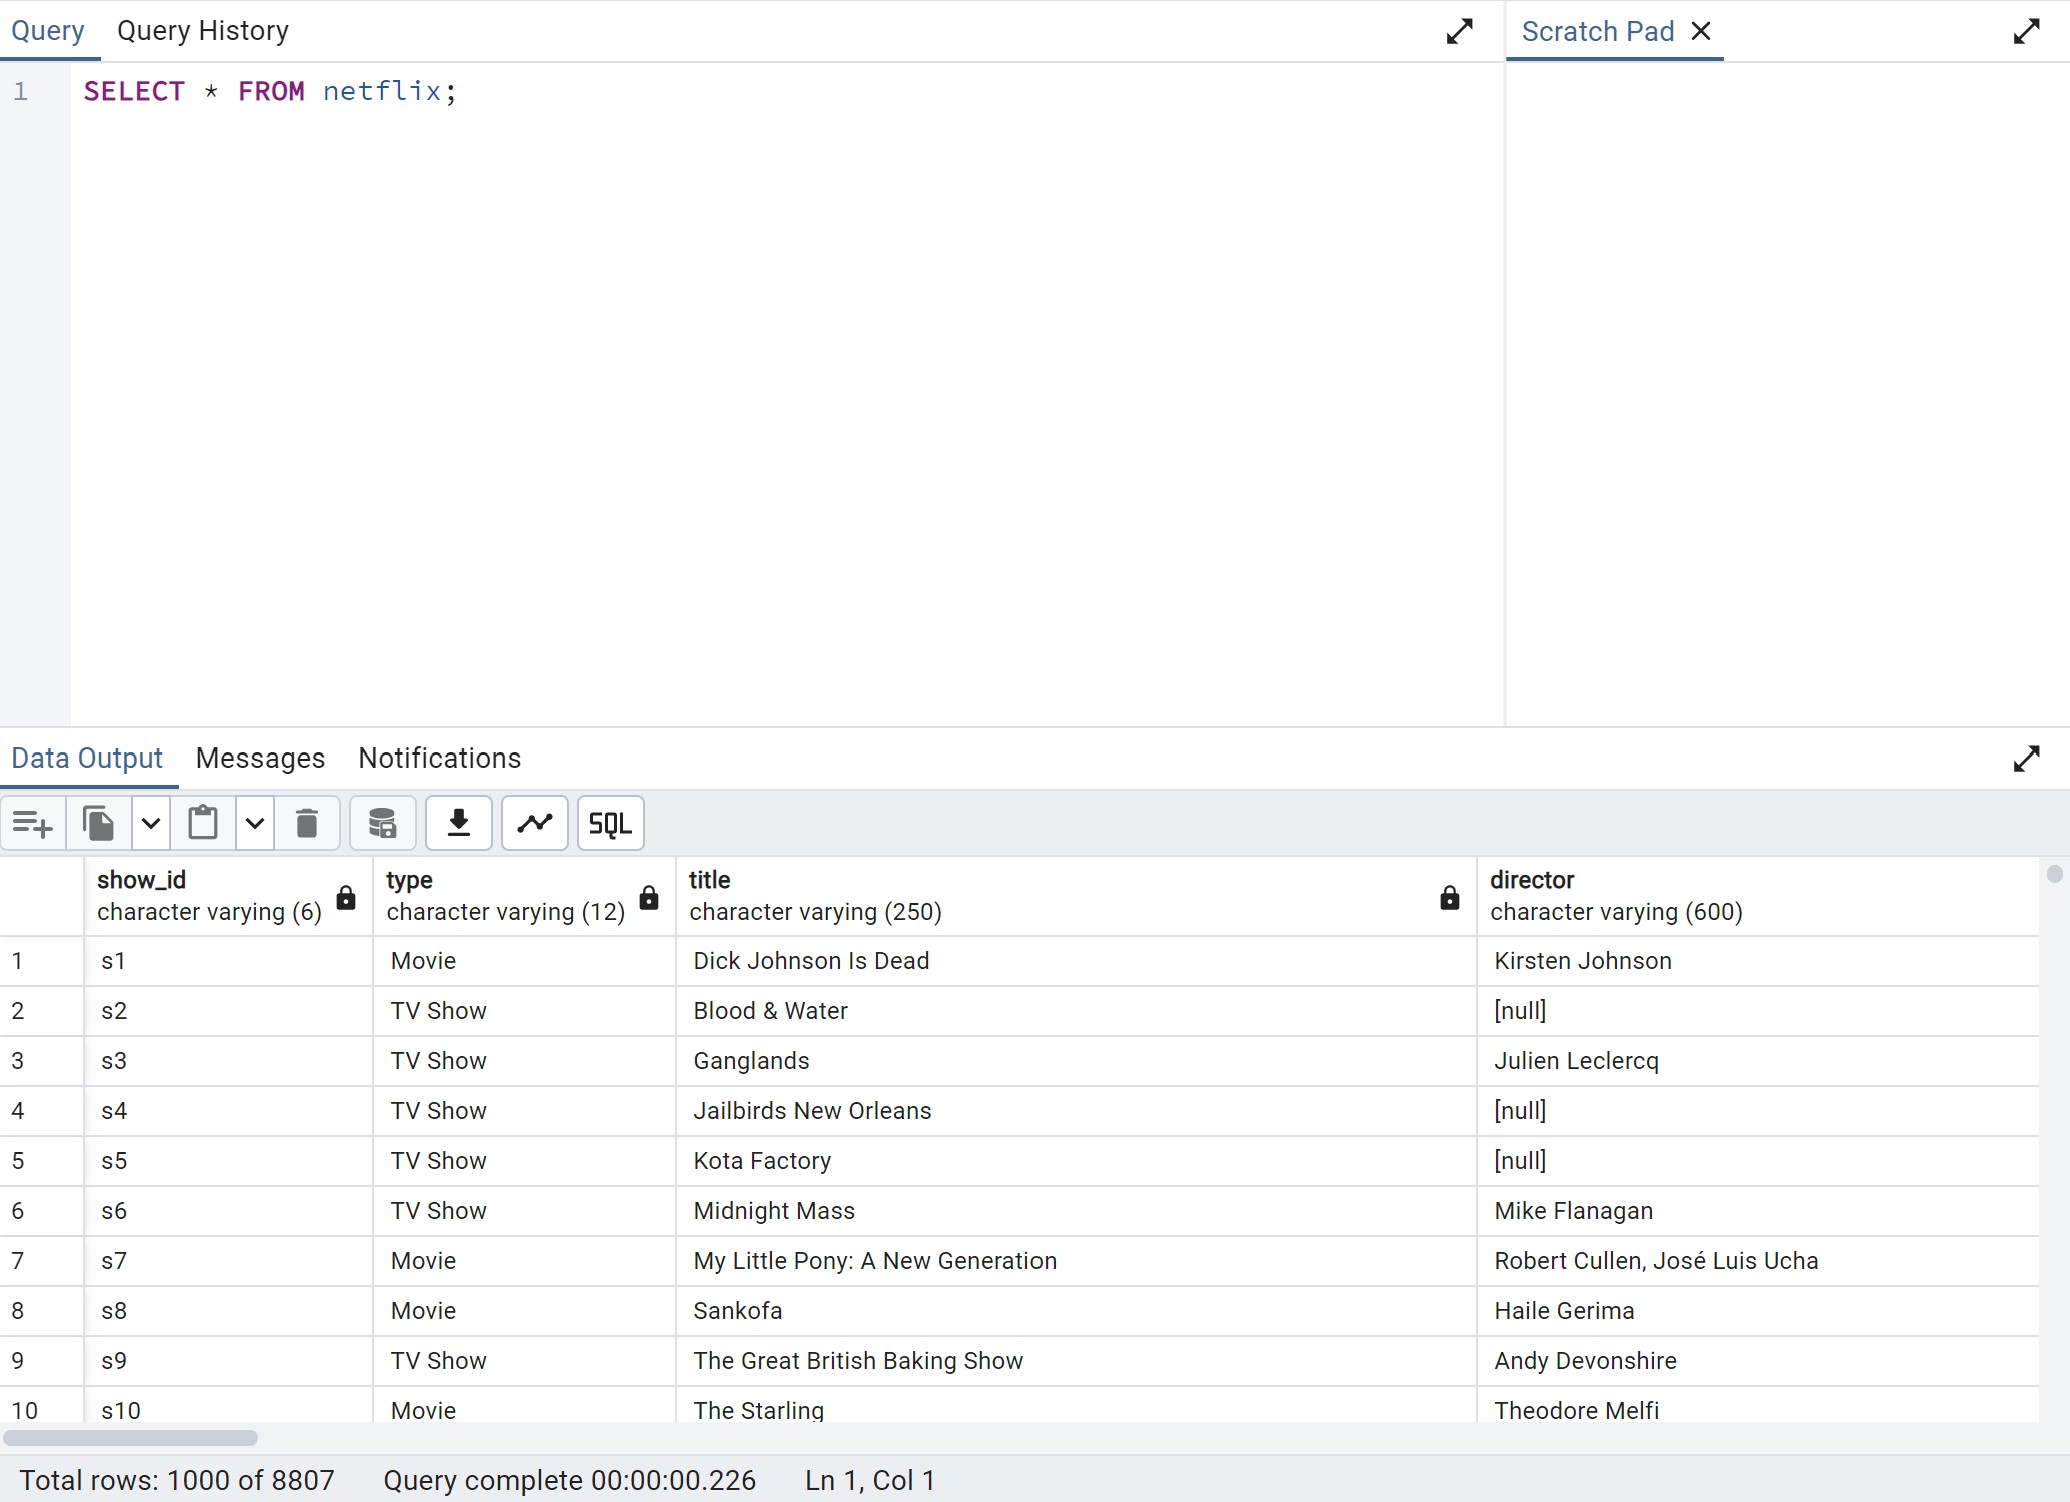 Query Query History Scratch Pad
1 SELECT * FROM netflix;
Data Output Messages Notifications
SQL
show_id type title director
character varying (6) character varying (12) character varying (250) character varying (600)
1 s1 Movie Dick Johnson Is Dead Kirsten Johnson
2 s2 TV Show Blood & Water [null]
3 s3 TV Show Ganglands Julien Leclercq
4 s4 TV Show Jailbirds New Orleans [null]
5 s5 TV Show Kota Factory [null]
6 s6 TV Show Midnight Mass Mike Flanagan
7 s7 Movie My Little Pony: A New Generation Robert Cullen, José Luis Ucha
8 s8 Movie Sankofa Haile Gerima
9 s9 TV Show The Great British Baking Show Andy Devonshire
10 s10 Movie The Starling Theodore Melfi
Total rows: 1000 of 8807 Query complete 00:00:00.226 Ln 1, Col 1